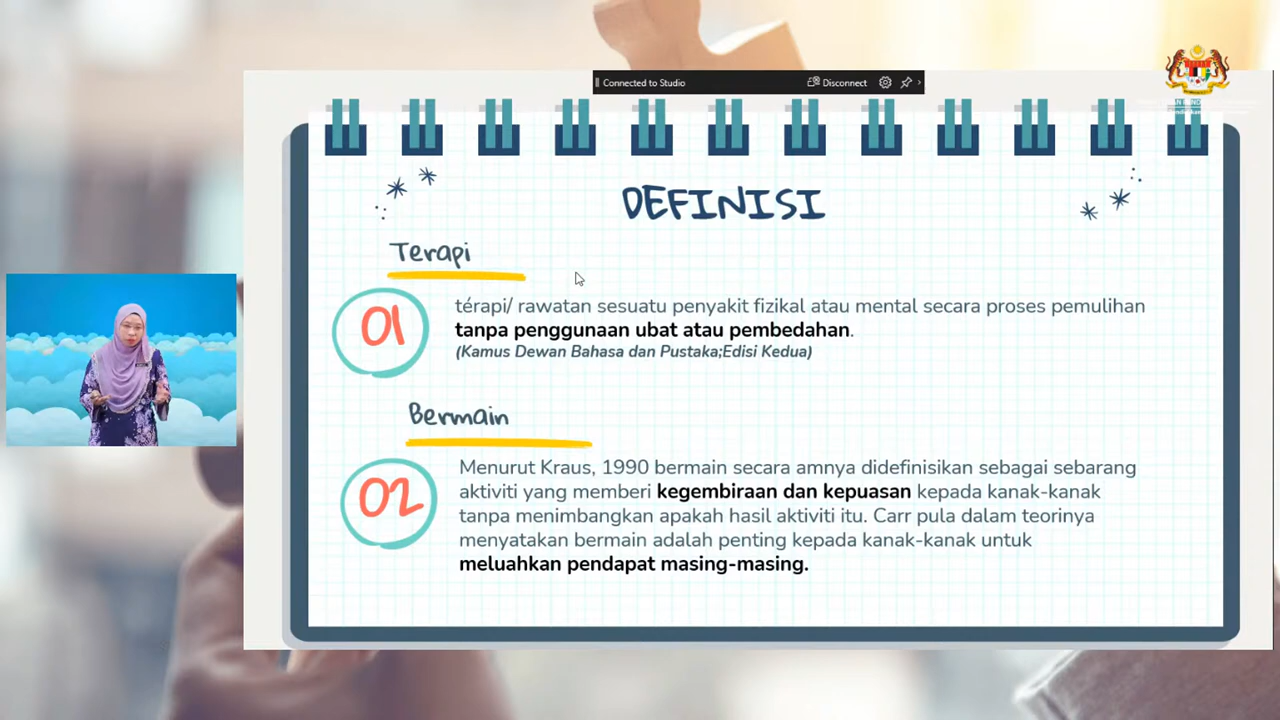 Connected to Studio
Disconnect
DEFINISI
Terapi
01
térapi/ rawatan sesuatu penyakit fizikal atau mental secara proses pemulihan
tanpa penggunaan ubat atau pembedahan.
(Kamus Dewan Bahasa dan Pustaka;Edisi Kedua)
Bermain
02
Menurut Kraus, 1990 bermain secara amnya didefinisikan sebagai sebarang
aktiviti yang memberi kegembiraan dan kepuasan kepada kanak-kanak
tanpa menimbangkan apakah hasil aktiviti itu. Carr pula dalam teorinya
menyatakan bermain adalah penting kepada kanak-kanak untuk
meluahkan pendapat masing-masing.